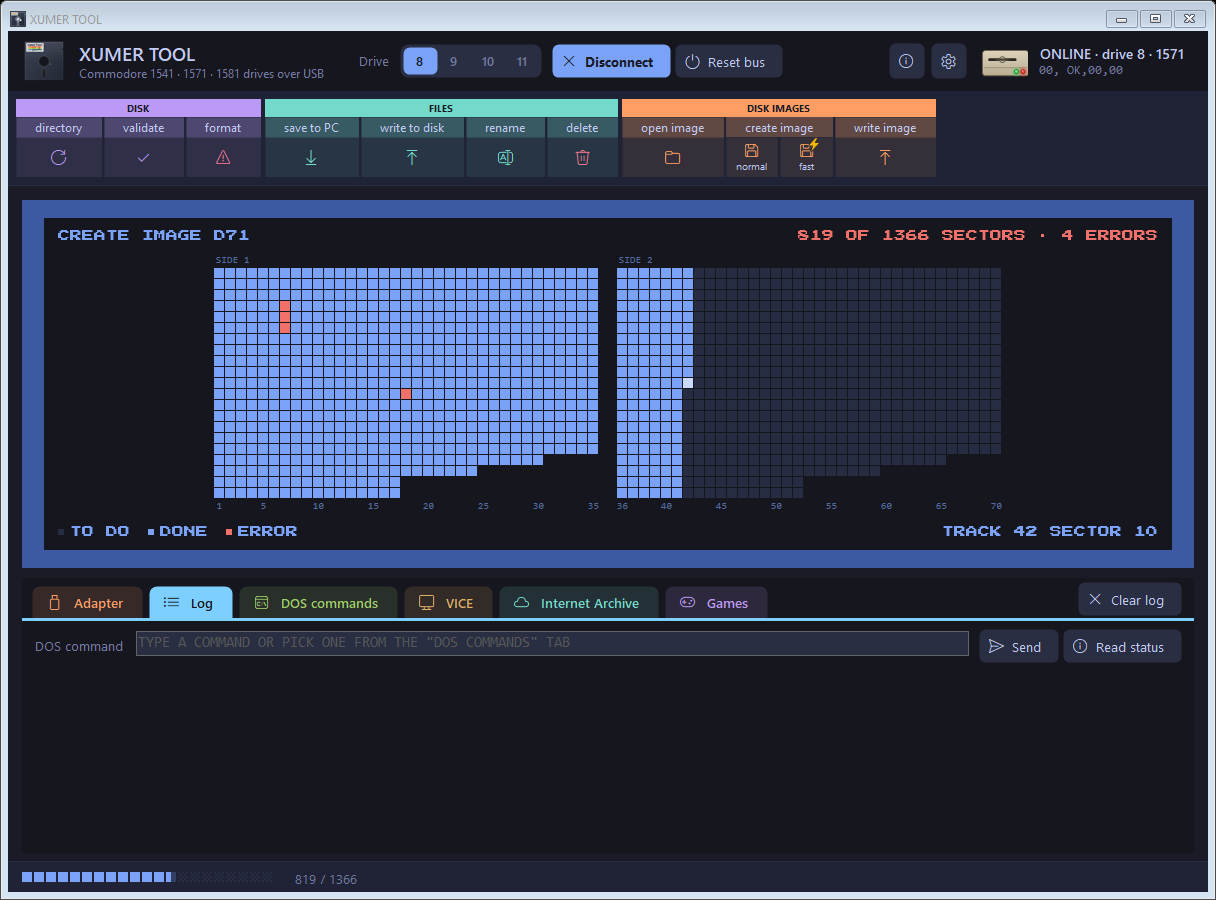 XUMER TOOL
XUMER TOOL
Commodore 1541 · 1571 · 1581 drives over USB
Drive 8 9 10 11 Disconnect Reset bus
ONLINE · drive 8 · 1571
00, OK,00,00
DISK FILES DISK IMAGES
directory validate format save to PC write to disk rename delete open image create image write image
normal fast
CREATE IMAGE D71 819 OF 1366 SECTORS · 4 ERRORS
SIDE 1 SIDE 2
1 5 10 15 20 25 30 35 36 40 45 50 55 60 65 70
TO DO DONE ERROR TRACK 42 SECTOR 10
Adapter Log DOS commands VICE Internet Archive Games Clear log
DOS command TYPE A COMMAND OR PICK ONE FROM THE "DOS COMMANDS" TAB Send Read status
819 / 1366